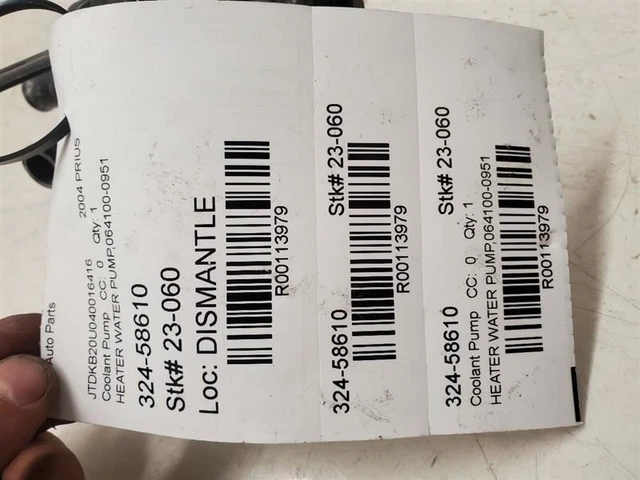 Auto Parts
2004 PRIUS
JTDKB20U040016416
Coolant Pump CC: 0 Qty: 1
HEATER WATER PUMP,064100-0951
324-58610
Stk# 23-060
Loc: DISMANTLE
R00113979
324-58610 Stk# 23-060
R00113979
324-58610 Stk# 23-060
Coolant Pump CC: 0 Qty: 1
HEATER WATER PUMP,064100-0951
R00113979